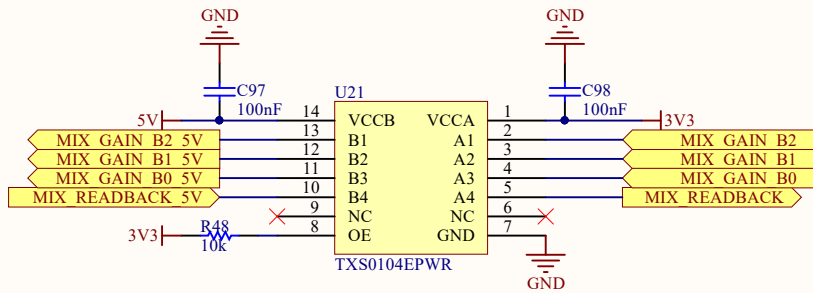 GND GND
C97 U21 C98
100nF 100nF
5V 14 VCCB VCCA 1 3V3
MIX_GAIN_B2_5V 13 B1 A1 2 MIX_GAIN_B2
MIX_GAIN_B1_5V 12 B2 A2 3 MIX_GAIN_B1
MIX_GAIN_B0_5V 11 B3 A3 4 MIX_GAIN_B0
MIX_READBACK_5V 10 B4 A4 5 MIX_READBACK
9 NC NC 6
R48
3V3 10k 8 OE GND 7
TXS0104EPWR
GND